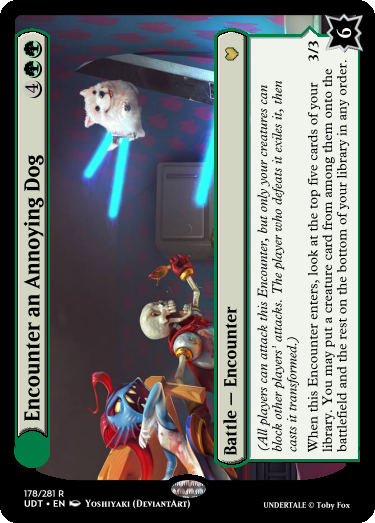 Encounter an Annoying Dog
4
Battle — Encounter
(All players can attack this Encounter, but only your creatures can
block other players' attacks. The player who defeats it exiles it, then
casts it transformed.)
When this Encounter enters, look at the top five cards of your
library. You may put a creature card from among them onto the
battlefield and the rest on the bottom of your library in any order.
3/3
6
178/281 R
UDT • EN YOSHIYAKI (DEVIANTART)
UNDERTALE © Toby Fox